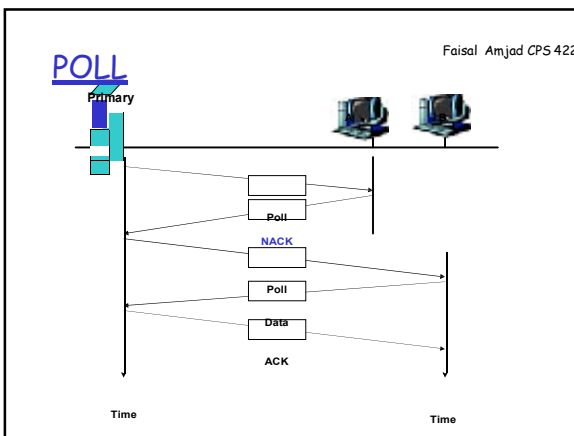 Faisal Amjad CPS 422
POLL
Primary
A
B
Poll
NACK
Poll
Data
ACK
Time
Time